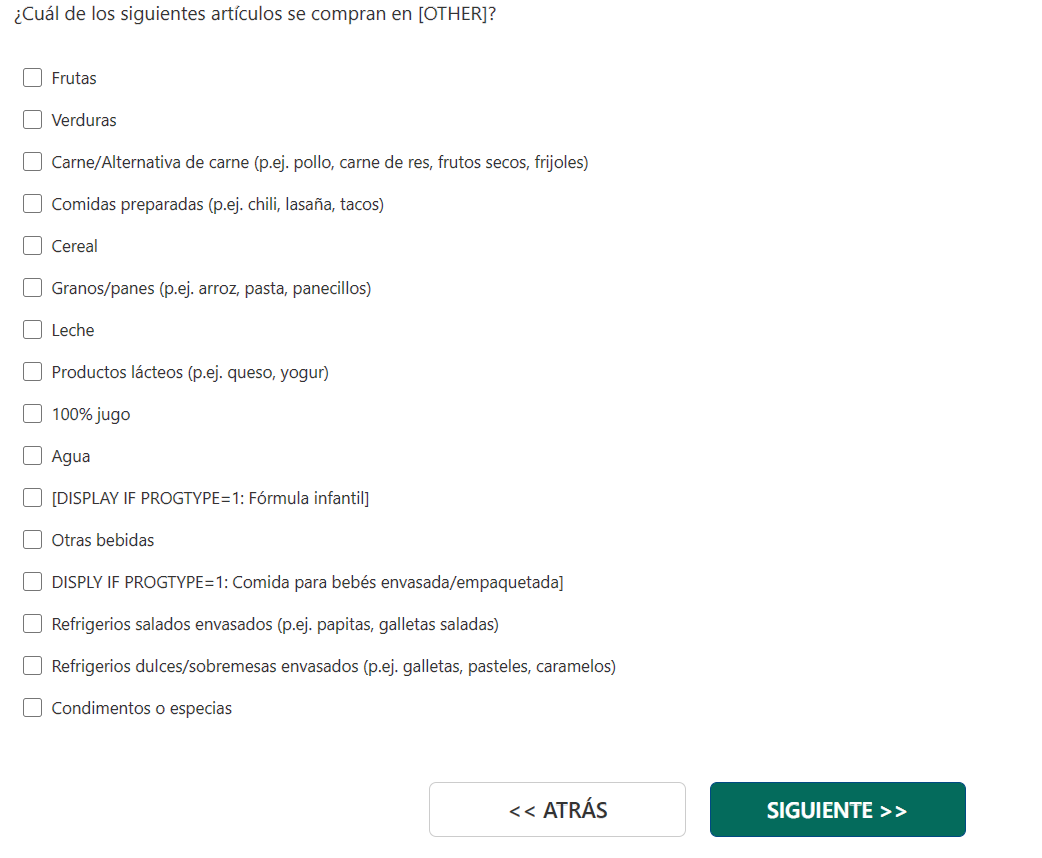 ¿Cuál de los siguientes artículos se compran en [OTHER]?
Frutas
Verduras
Carne/Alternativa de carne (p.ej. pollo, carne de res, frutos secos, frijoles)
Comidas preparadas (p.ej. chili, lasaña, tacos)
Cereal
Granos/panes (p.ej. arroz, pasta, panecillos)
Leche
Productos lácteos (p.ej. queso, yogur)
100% jugo
Agua
[DISPLAY IF PROGTYPE=1: Fórmula infantil]
Otras bebidas
DISPLY IF PROGTYPE=1: Comida para bebés envasada/empaquetada]
Refrigerios salados envasados (p.ej. papitas, galletas saladas)
Refrigerios dulces/sobremesas envasados (p.ej. galletas, pasteles, caramelos)
Condimentos o especias
<< ATRÁS
SIGUIENTE >>